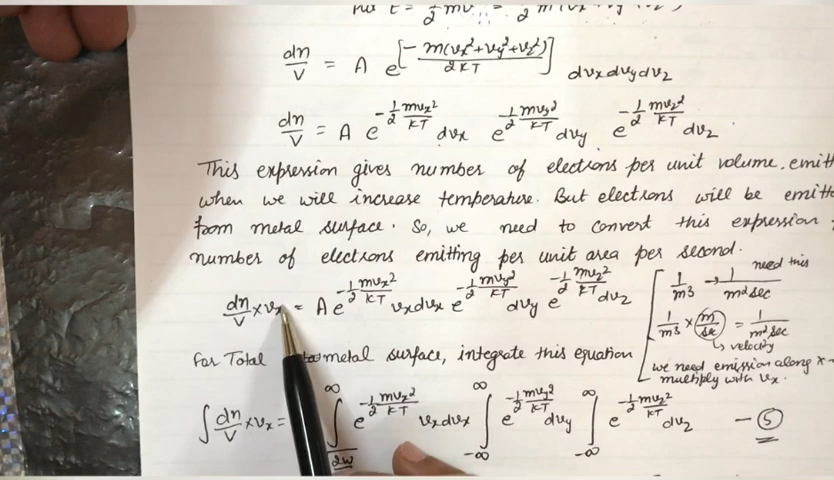 dn/V = A e^[-m(vx²+vy²+vz²)/2KT] dvx dvy dvz
dn/V = A e^-1/2 mvx²/KT dvx e^-1/2 mvy²/KT dvy e^-1/2 mvz²/KT dvz
This expression gives number of electrons per unit volume. emit
when we will increase temperature. But electrons will be emitt
from metal surface. So, we need to convert this expression
number of electrons emitting per unit area per second.
dn/V × vx = A e^-1/2 mvx²/KT vx dvx e^-1/2 mvy²/KT dvy e^-1/2 mvz²/KT dvz
need this
1/m³ → 1/m² sec
1/m³ × m/sec = 1/m² sec
↳ velocity
we need emission along x-
multiply with vx.
For Total metal surface, integrate this equation
∫ dn/V × vx = ∫ ∞ e^-1/2 mvx²/KT vx dvx ∫ -∞ ∞ e^-1/2 mvy²/KT dvy ∫ -∞ ∞ e^-1/2 mvz²/KT dvz — 5